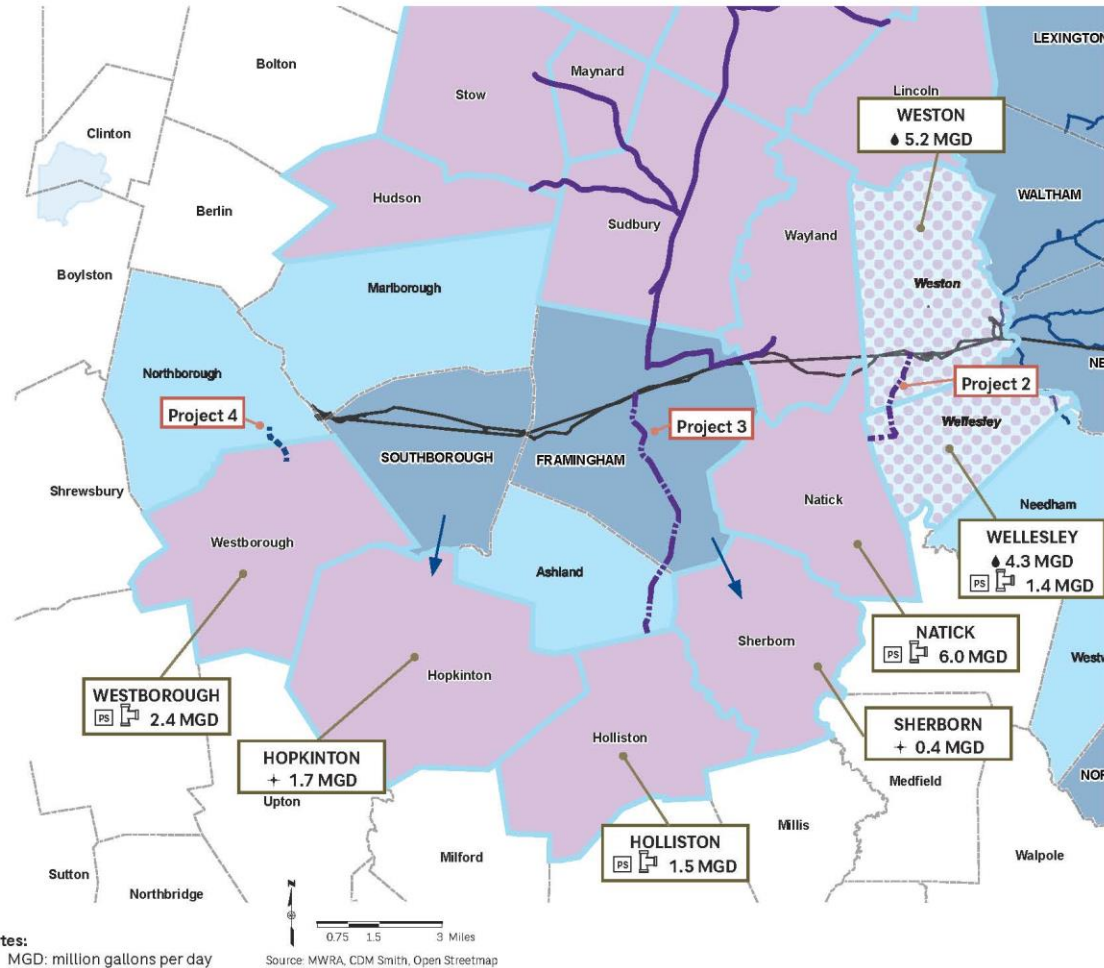 LEXINGTON
Bolton
Maynard
Stow
Lincoln
WESTON
5.2 MGD
Clinton
WALTHAM
Hudson
Berlin
Sudbury
Wayland
Boylston
Weston
Marlborough
Northborough
NE
Project 2
Project 4
Project 3
Wellesley
SOUTHBOROUGH
FRAMINGHAM
Shrewsbury
Natick
Needham
Westborough
WELLESLEY
4.3 MGD
PS 1.4 MGD
Ashland
NATICK
PS 6.0 MGD
Sherborn
Westw
Hopkinton
WESTBOROUGH
PS 2.4 MGD
SHERBORN
0.4 MGD
Holliston
HOPKINTON
1.7 MGD
Medfield
NOR
Upton
Millis
HOLLISTON
PS 1.5 MGD
Milford
Walpole
Sutton
Northbridge
N
0.75 1.5 3 Miles
tes:
MGD: million gallons per day
Source: MWRA, CDM Smith, Open Streetmap